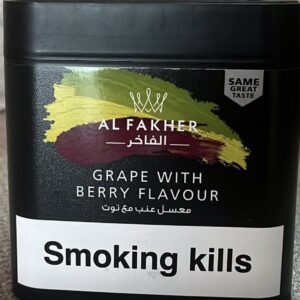 SAME
GREAT
TASTE
AL FAKHER
الفاخر
GRAPE WITH
BERRY FLAVOUR
معسل عنب مع توت
Smoking kills